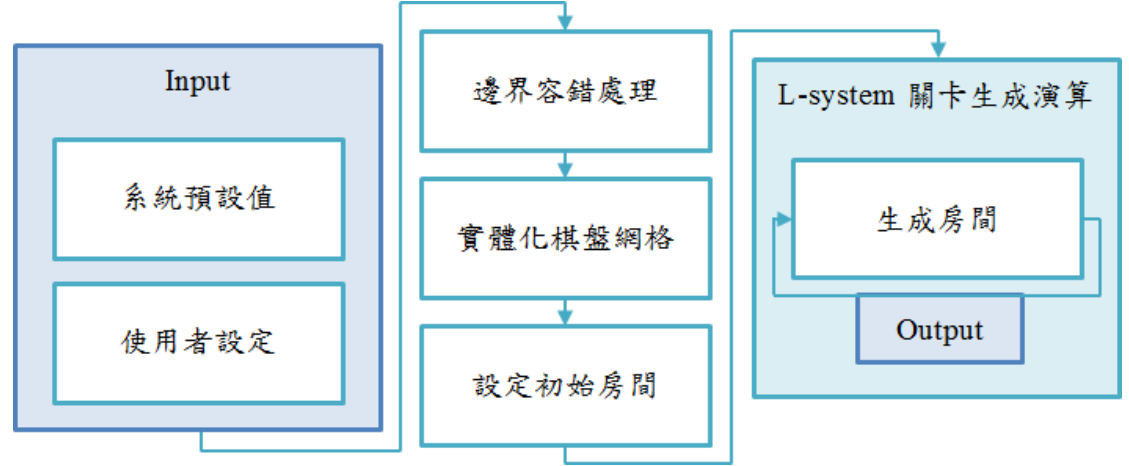 Input
系統預設值
使用者設定
邊界容錯處理
實體化棋盤網格
設定初始房間
L-system 關卡生成演算
生成房間
Output